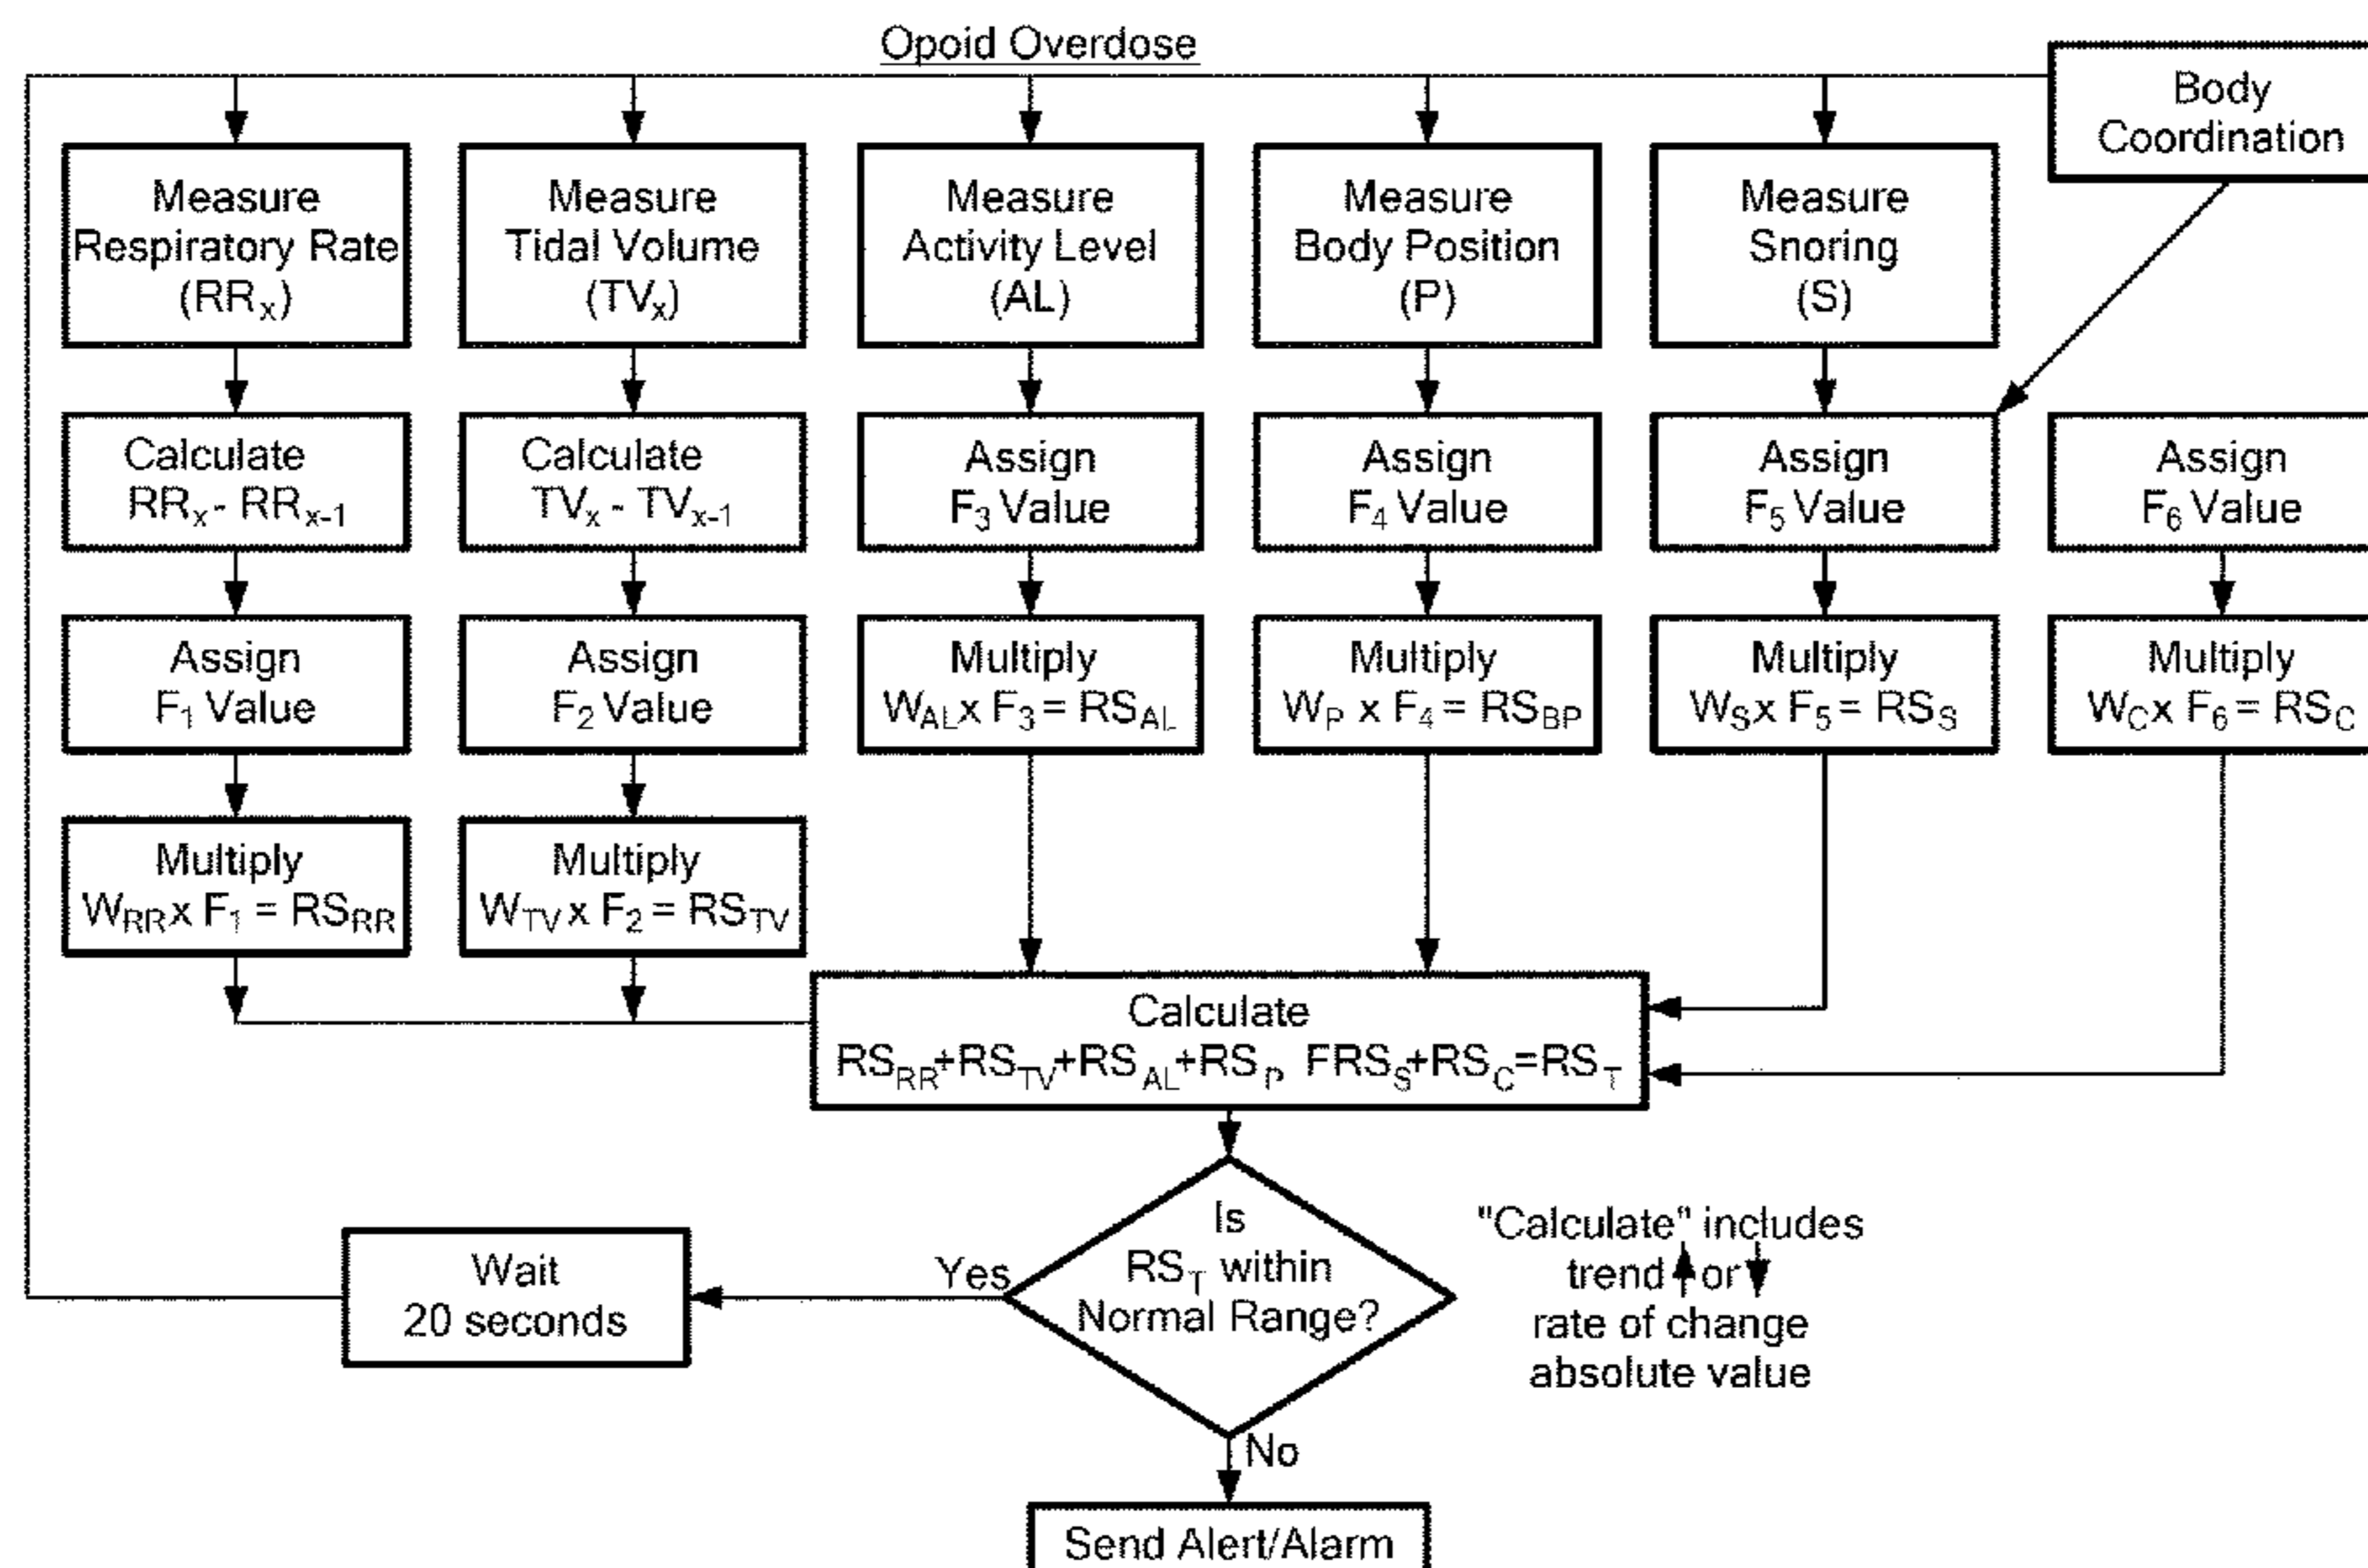 Opoid Overdose
Body
Coordination
Measure
Respiratory Rate
(RRx)
Measure
Tidal Volume
(TVx)
Measure
Activity Level
(AL)
Measure
Body Position
(P)
Measure
Snoring
(S)
Calculate
RRx - RRx-1
Calculate
TVx - TVx-1
Assign
F3 Value
Assign
F4 Value
Assign
F5 Value
Assign
F6 Value
Assign
F1 Value
Assign
F2 Value
Multiply
WAL x F3 = RSAL
Multiply
WP x F4 = RSBP
Multiply
WS x F5 = RSS
Multiply
WC x F6 = RSC
Multiply
WRR x F1 = RSRR
Multiply
WTV x F2 = RSTV
Calculate
RSRR+RSTV+RSAL+RSP FRSS+RSC=RST
Is
RST within
Normal Range?
Yes
Wait
20 seconds
"Calculate" includes
trend ↑ or ↓
rate of change
absolute value
No
Send Alert/Alarm